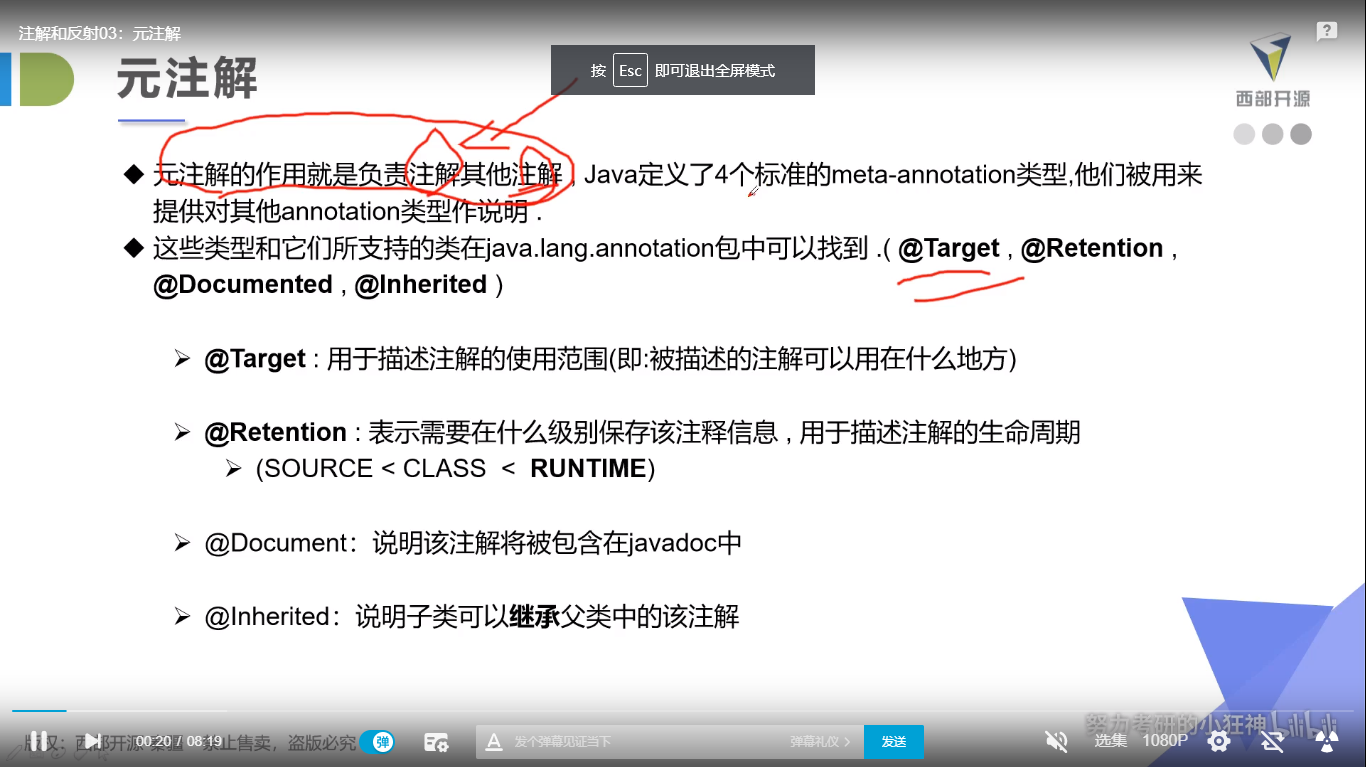 注解和反射03：元注解
元注解
按 Esc 即可退出全屏模式
西部开源
◆ 元注解的作用就是负责注解其他注解 , Java定义了4个标准的meta-annotation类型,他们被用来
提供对其他annotation类型作说明 .
◆ 这些类型和它们所支持的类在java.lang.annotation包中可以找到 .( @Target , @Retention ,
@Documented , @Inherited )
➢ @Target : 用于描述注解的使用范围(即:被描述的注解可以用在什么地方)
➢ @Retention : 表示需要在什么级别保存该注释信息 , 用于描述注解的生命周期
➢ (SOURCE < CLASS < RUNTIME)
➢ @Document：说明该注解将被包含在javadoc中
➢ @Inherited：说明子类可以继承父类中的该注解
努力考研的小狂神 bilibili
版权：西部开源 禁止售卖，盗版必究
00:20 / 08:19 弹 发个弹幕见证当下 弹幕礼仪 发送 选集 1080P